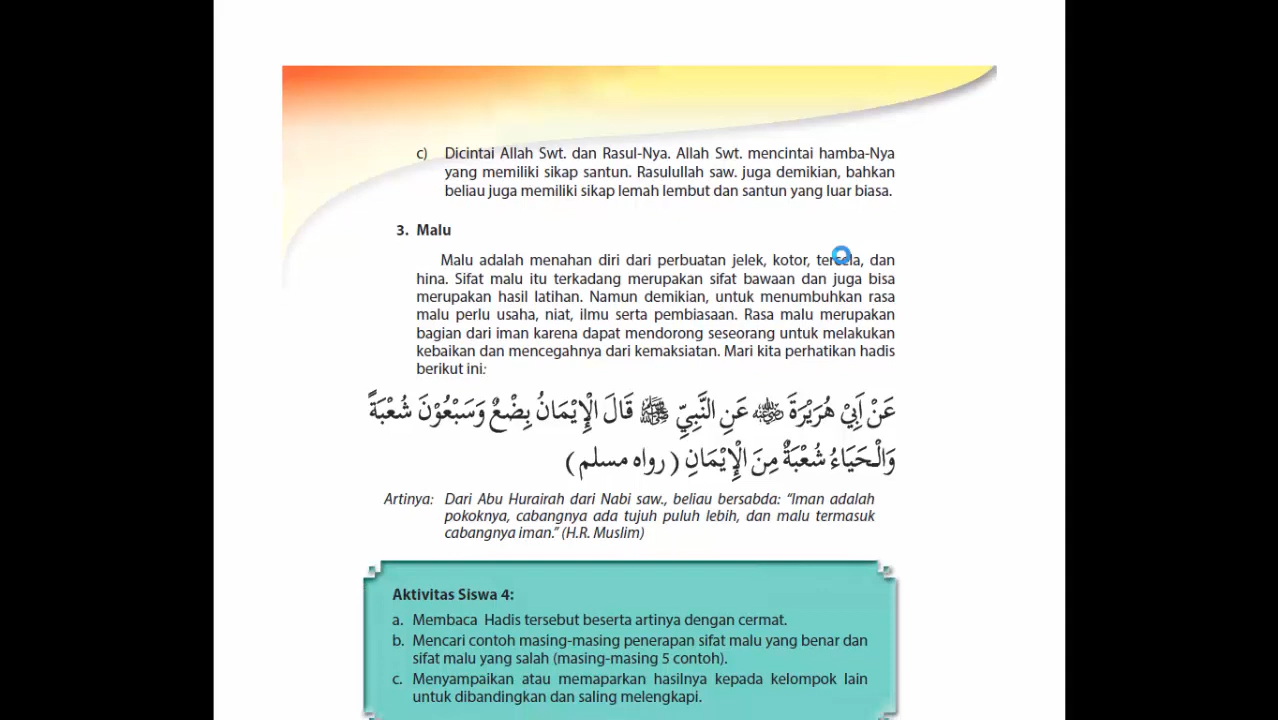 c) Dicintai Allah Swt. dan Rasul-Nya. Allah Swt. mencintai hamba-Nya
yang memiliki sikap santun. Rasulullah saw. juga demikian, bahkan
beliau juga memiliki sikap lemah lembut dan santun yang luar biasa.
3. Malu
Malu adalah menahan diri dari perbuatan jelek, kotor, tercela, dan
hina. Sifat malu itu terkadang merupakan sifat bawaan dan juga bisa
merupakan hasil latihan. Namun demikian, untuk menumbuhkan rasa
malu perlu usaha, niat, ilmu serta pembiasaan. Rasa malu merupakan
bagian dari iman karena dapat mendorong seseorang untuk melakukan
kebaikan dan mencegahnya dari kemaksiatan. Mari kita perhatikan hadis
berikut ini:
عَنْ أَبِيْ هُرَيْرَةَ ﷺ عَنِ النَّبِيِّ ﷺ قَالَ الْإِيْمَانُ بِضْعٌ وَسَبْعُوْنَ شُعْبَةً
وَالْحَيَاءُ شُعْبَةٌ مِنَ الْإِيْمَانِ (رواه مسلم)
Artinya: Dari Abu Hurairah dari Nabi saw., beliau bersabda: “Iman adalah
pokoknya, cabangnya ada tujuh puluh lebih, dan malu termasuk
cabangnya iman.” (H.R. Muslim)
Aktivitas Siswa 4:
a. Membaca Hadis tersebut beserta artinya dengan cermat.
b. Mencari contoh masing-masing penerapan sifat malu yang benar dan
sifat malu yang salah (masing-masing 5 contoh).
c. Menyampaikan atau memaparkan hasilnya kepada kelompok lain
untuk dibandingkan dan saling melengkapi.